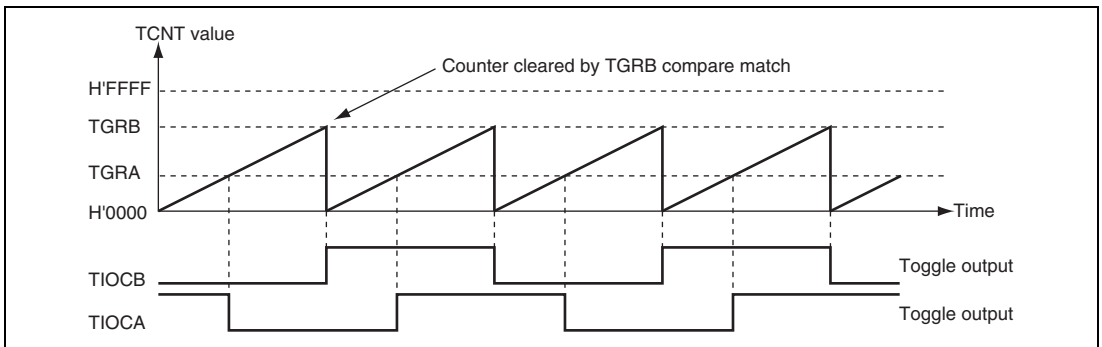 TCNT value
Counter cleared by TGRB compare match
H'FFFF
TGRB
TGRA
H'0000
Time
TIOCB
Toggle output
TIOCA
Toggle output